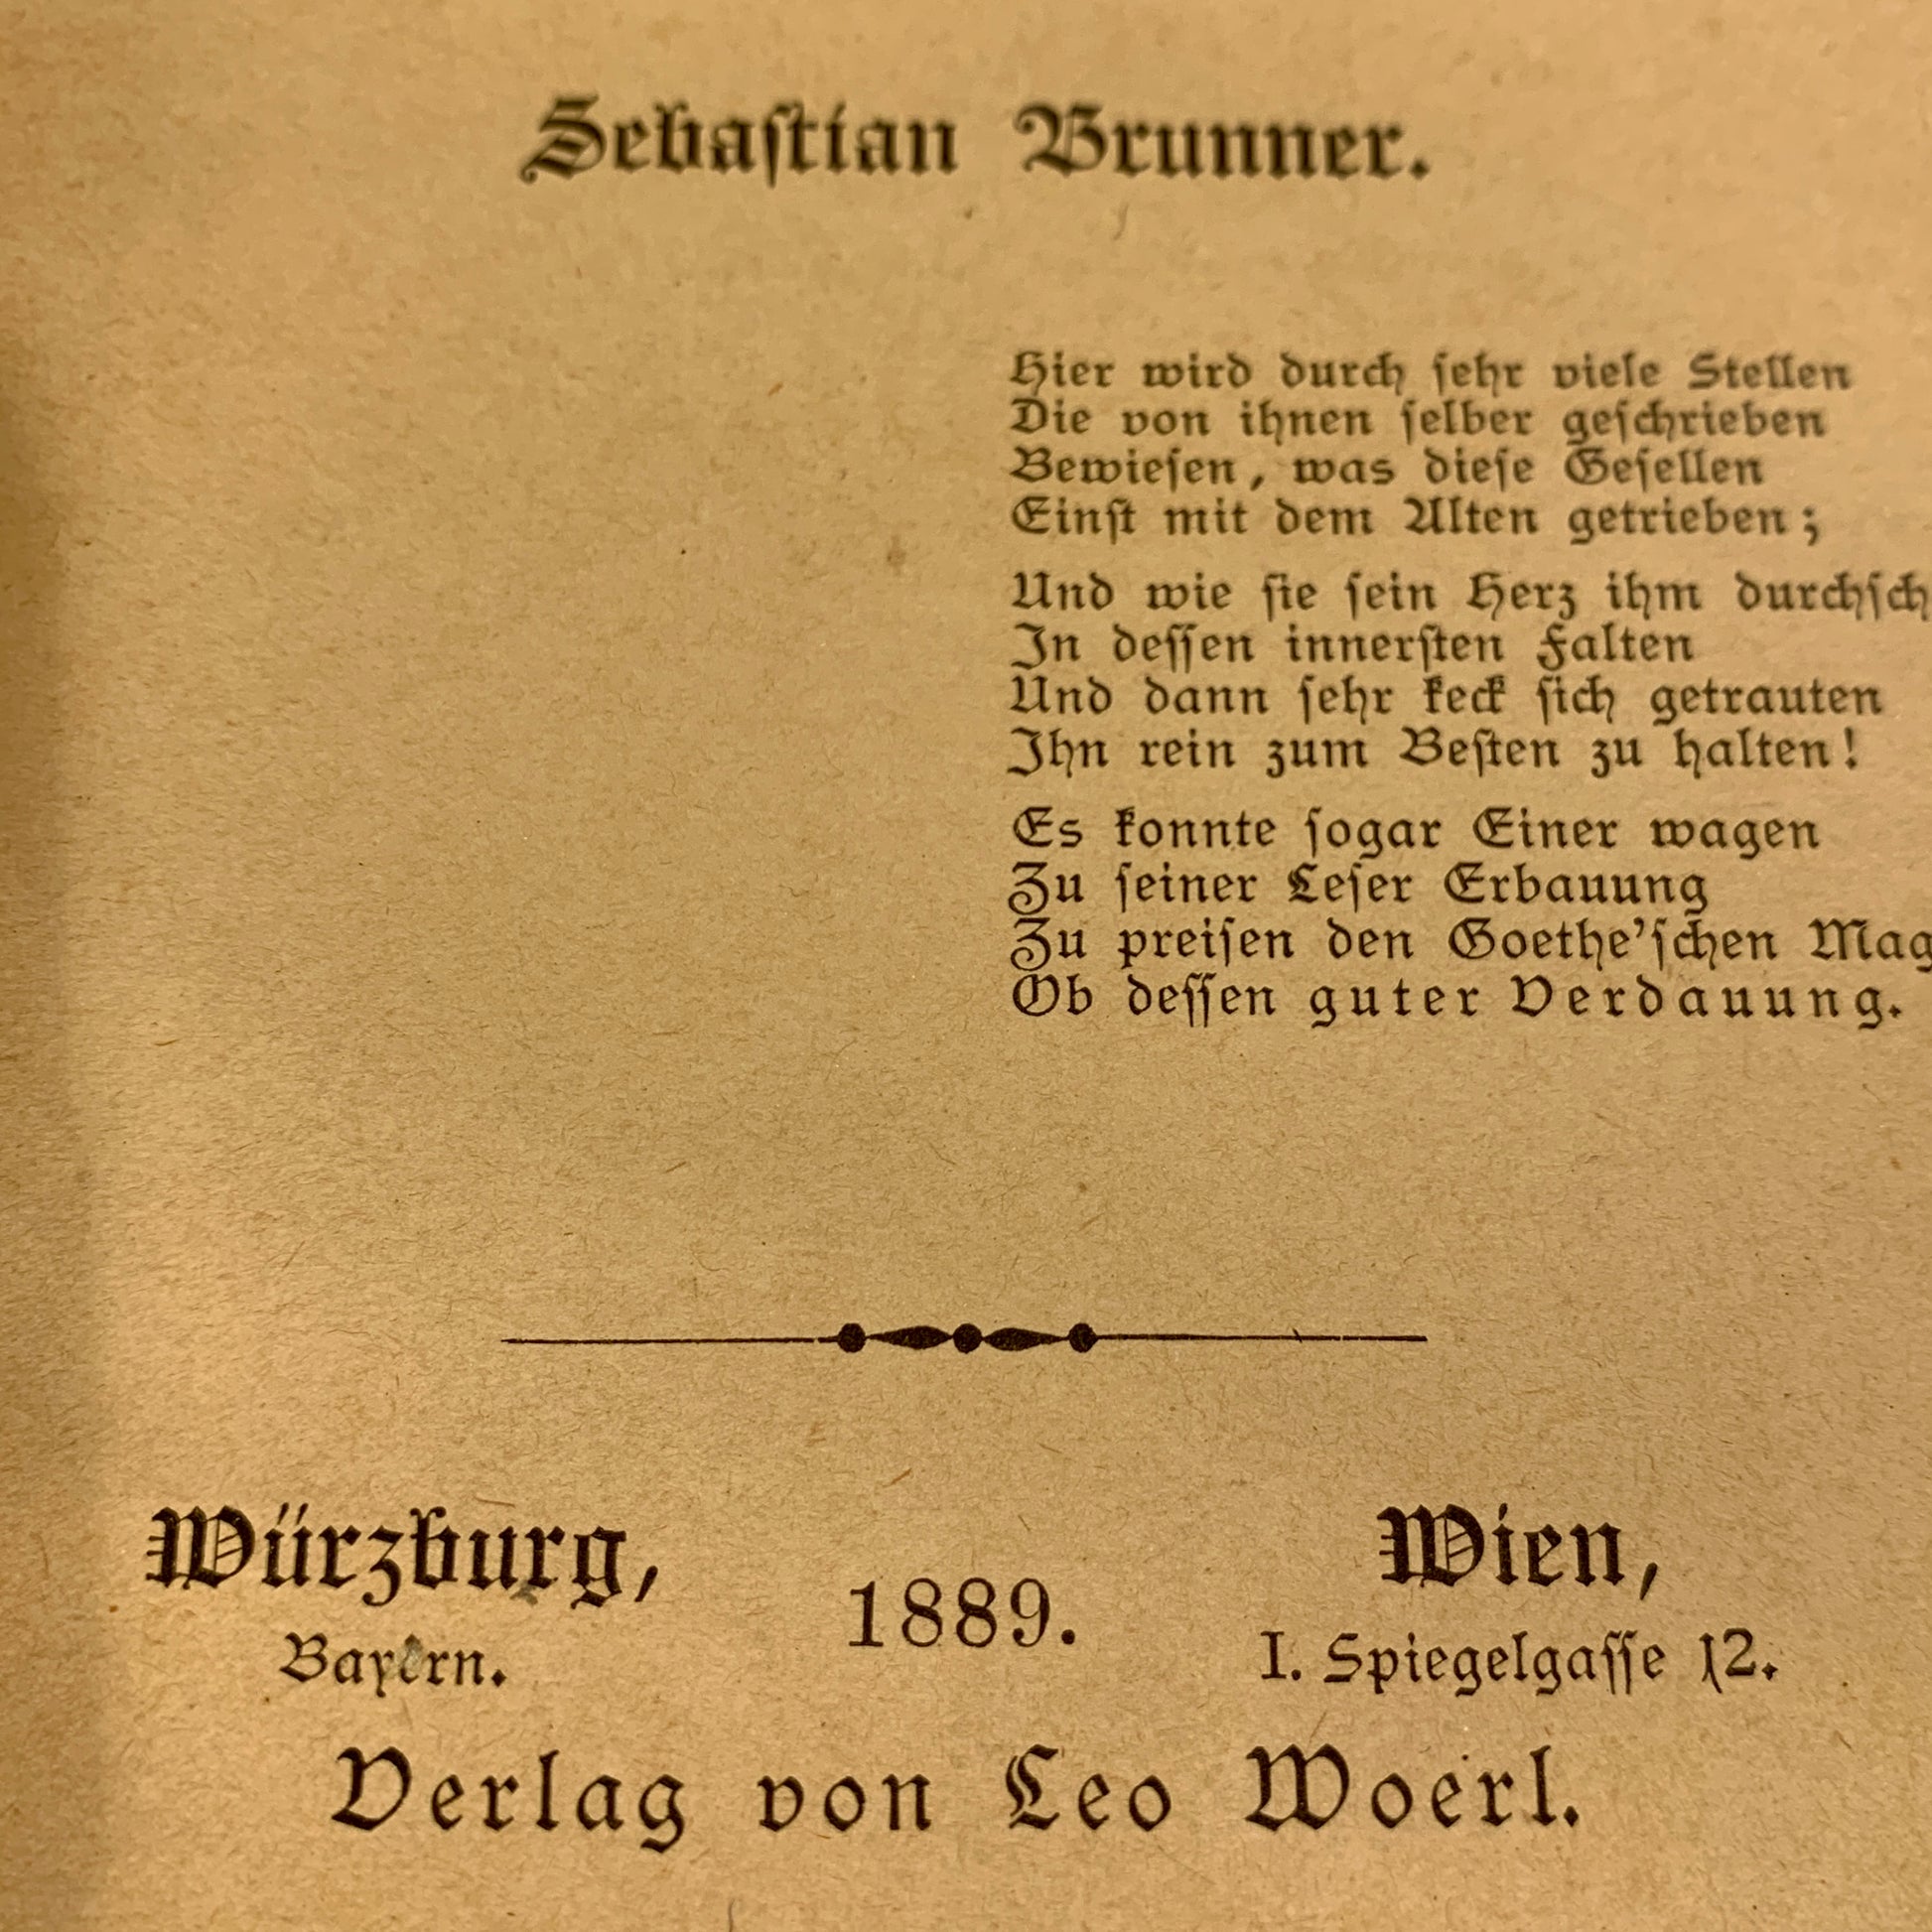 Sebaſtian Brunner.
Hier wird durch ſehr viele Stellen
Die von ihnen ſelber geſchrieben
Bewieſen, was dieſe Geſellen
Einſt mit dem Alten getrieben;
Und wie ſie ſein Herz ihm durchſch
In deſſen innerſten Falten
Und dann ſehr keck ſich getrauten
Ihn rein zum Beſten zu halten!
Es konnte ſogar Einer wagen
Zu ſeiner Leſer Erbauung
Zu preiſen den Goethe'ſchen Mag
Ob deſſen guter Verdauung.
Würzburg,
Bayern.
1889.
Wien,
I. Spiegelgaſſe 12.
Verlag von Leo Woerl.